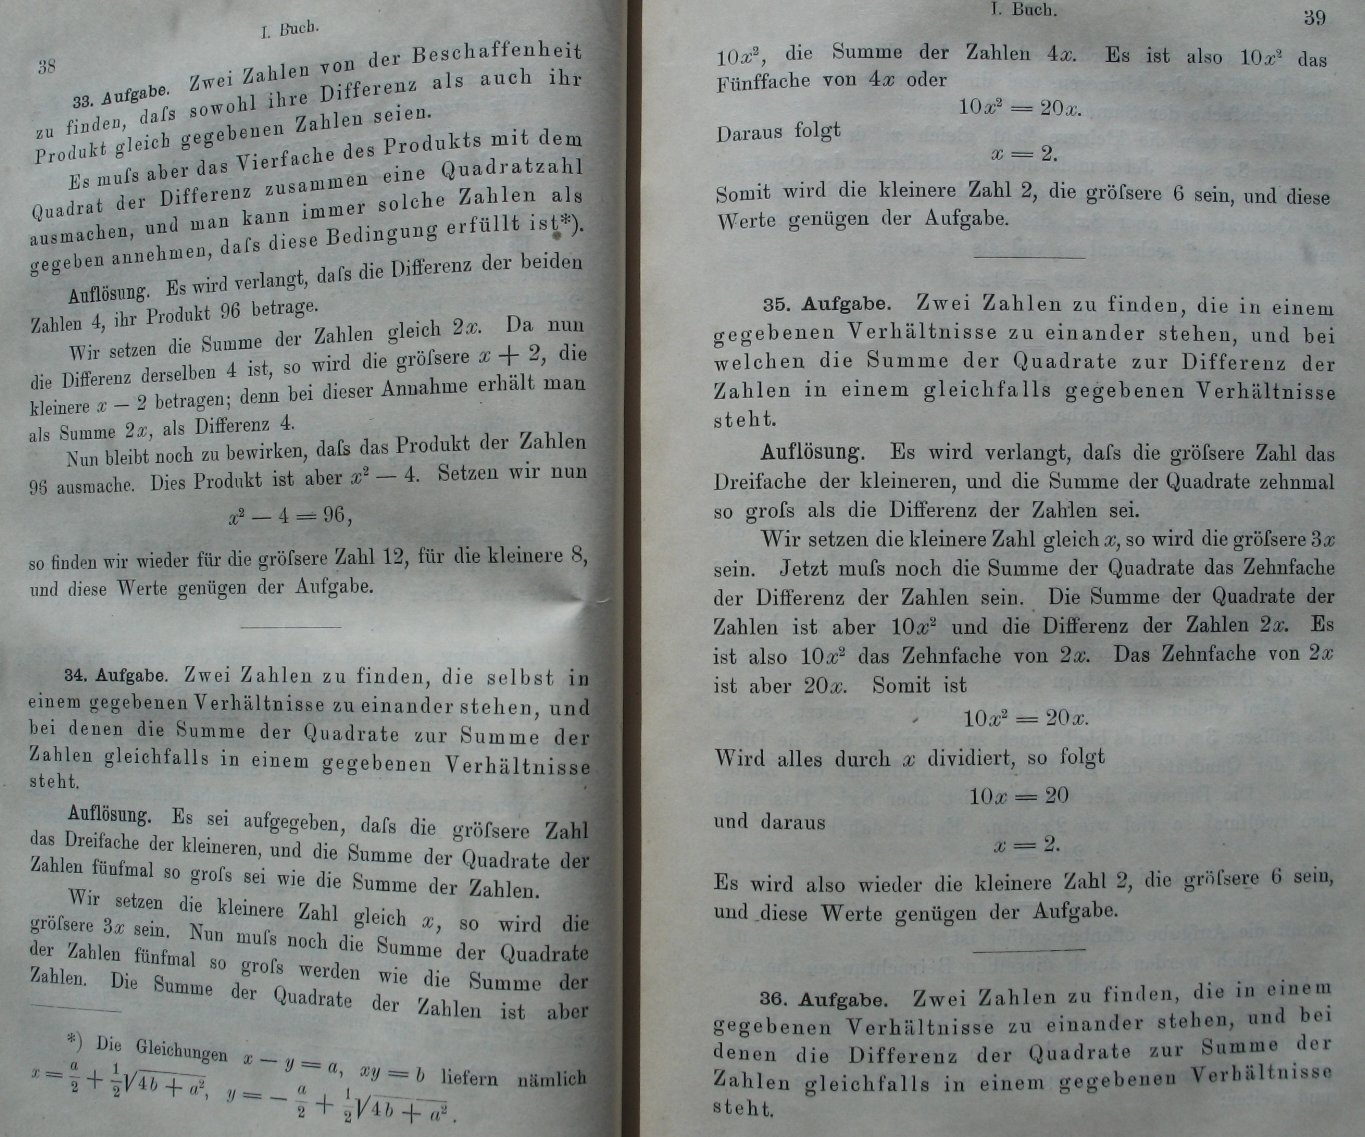 38
I. Buch.
33. Aufgabe. Zwei Zahlen von der Beschaffenheit
zu finden, daſs sowohl ihre Differenz als auch ihr
Produkt gleich gegebenen Zahlen seien.
Es muſs aber das Vierfache des Produkts mit dem
Quadrat der Differenz zusammen eine Quadratzahl
ausmachen, und man kann immer solche Zahlen als
gegeben annehmen, daſs diese Bedingung erfüllt ist*).
Auflösung. Es wird verlangt, daſs die Differenz der beiden
Zahlen 4, ihr Produkt 96 betrage.
Wir setzen die Summe der Zahlen gleich 2x. Da nun
die Differenz derselben 4 ist, so wird die gröſsere x + 2, die
kleinere x — 2 betragen; denn bei dieser Annahme erhält man
als Summe 2x, als Differenz 4.
Nun bleibt noch zu bewirken, daſs das Produkt der Zahlen
96 ausmache. Dies Produkt ist aber x² — 4. Setzen wir nun
x² — 4 = 96,
so finden wir wieder für die gröſsere Zahl 12, für die kleinere 8,
und diese Werte genügen der Aufgabe.
34. Aufgabe. Zwei Zahlen zu finden, die selbst in
einem gegebenen Verhältnisse zu einander stehen, und
bei denen die Summe der Quadrate zur Summe der
Zahlen gleichfalls in einem gegebenen Verhältnisse
steht.
Auflösung. Es sei aufgegeben, daſs die gröſsere Zahl
das Dreifache der kleineren, und die Summe der Quadrate der
Zahlen fünfmal so groſs sei wie die Summe der Zahlen.
Wir setzen die kleinere Zahl gleich x, so wird die
gröſsere 3x sein. Nun muſs noch die Summe der Quadrate
der Zahlen fünfmal so groſs werden wie die Summe der
Zahlen. Die Summe der Quadrate der Zahlen ist aber
*) Die Gleichungen x — y = a, xy = b liefern nämlich
x = a/2 + 1/2 √4b + a², y = — a/2 + 1/2 √4b + a².
I. Buch.
39
10x², die Summe der Zahlen 4x. Es ist also 10x² das
Fünffache von 4x oder
10x² = 20x.
Daraus folgt
x = 2.
Somit wird die kleinere Zahl 2, die gröſsere 6 sein, und diese
Werte genügen der Aufgabe.
35. Aufgabe. Zwei Zahlen zu finden, die in einem
gegebenen Verhältnisse zu einander stehen, und bei
welchen die Summe der Quadrate zur Differenz der
Zahlen in einem gleichfalls gegebenen Verhältnisse
steht.
Auflösung. Es wird verlangt, daſs die gröſsere Zahl das
Dreifache der kleineren, und die Summe der Quadrate zehnmal
so groſs als die Differenz der Zahlen sei.
Wir setzen die kleinere Zahl gleich x, so wird die gröſsere 3x
sein. Jetzt muſs noch die Summe der Quadrate das Zehnfache
der Differenz der Zahlen sein. Die Summe der Quadrate der
Zahlen ist aber 10x² und die Differenz der Zahlen 2x. Es
ist also 10x² das Zehnfache von 2x. Das Zehnfache von 2x
ist aber 20x. Somit ist
10x² = 20x.
Wird alles durch x dividiert, so folgt
10x = 20
und daraus
x = 2.
Es wird also wieder die kleinere Zahl 2, die gröſsere 6 sein,
und diese Werte genügen der Aufgabe.
36. Aufgabe. Zwei Zahlen zu finden, die in einem
gegebenen Verhältnisse zu einander stehen, und bei
denen die Differenz der Quadrate zur Summe der
Zahlen gleichfalls in einem gegebenen Verhältnisse
steht.